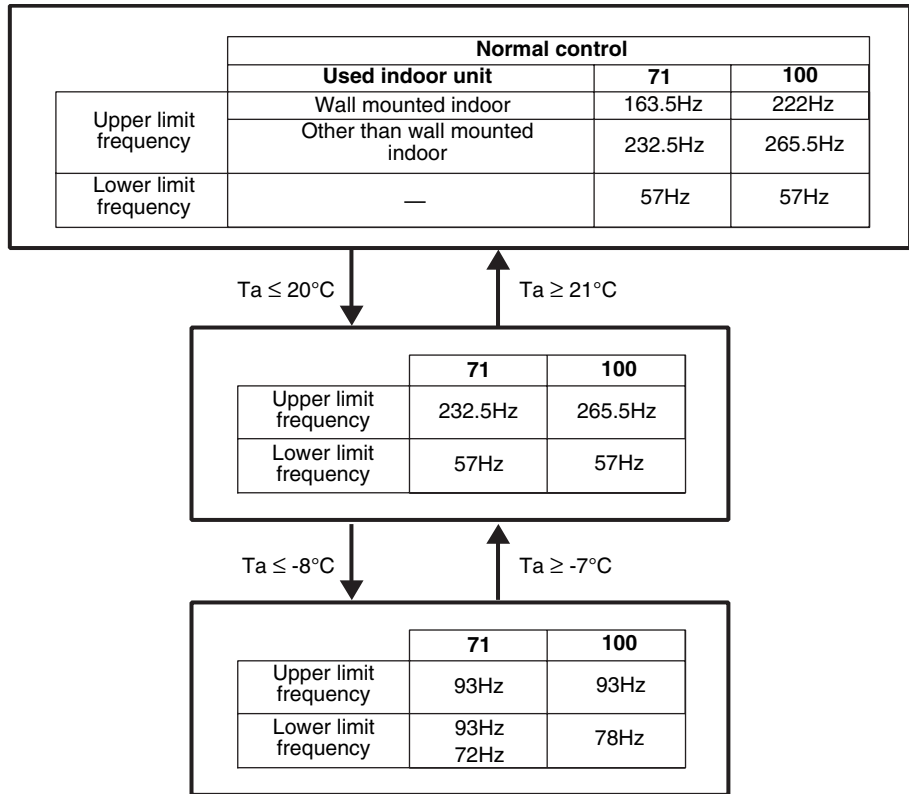 Normal control
Used indoor unit 71 100
Upper limit frequency Wall mounted indoor 163.5Hz 222Hz
Other than wall mounted indoor 232.5Hz 265.5Hz
Lower limit frequency — 57Hz 57Hz
Ta ≤ 20°C Ta ≥ 21°C
71 100
Upper limit frequency 232.5Hz 265.5Hz
Lower limit frequency 57Hz 57Hz
Ta ≤ -8°C Ta ≥ -7°C
71 100
Upper limit frequency 93Hz 93Hz
Lower limit frequency 93Hz 72Hz 78Hz